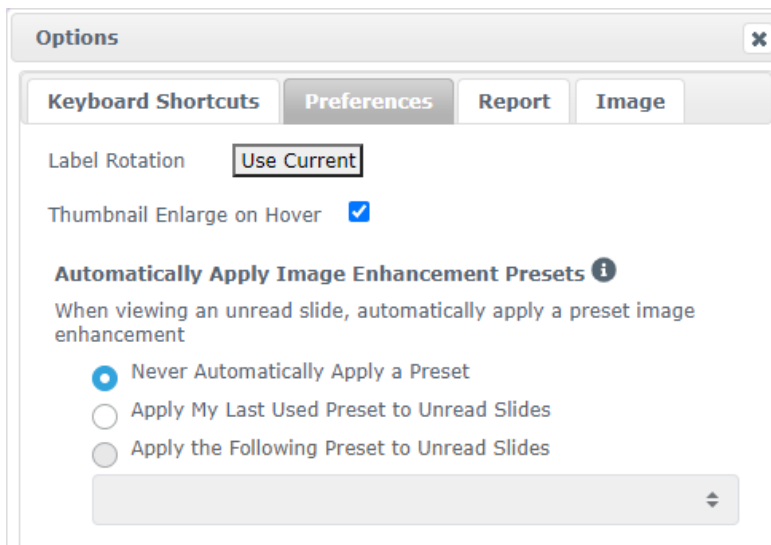 Options
Keyboard Shortcuts Preferences Report Image
Label Rotation Use Current
Thumbnail Enlarge on Hover
Automatically Apply Image Enhancement Presets
When viewing an unread slide, automatically apply a preset image
enhancement
Never Automatically Apply a Preset
Apply My Last Used Preset to Unread Slides
Apply the Following Preset to Unread Slides